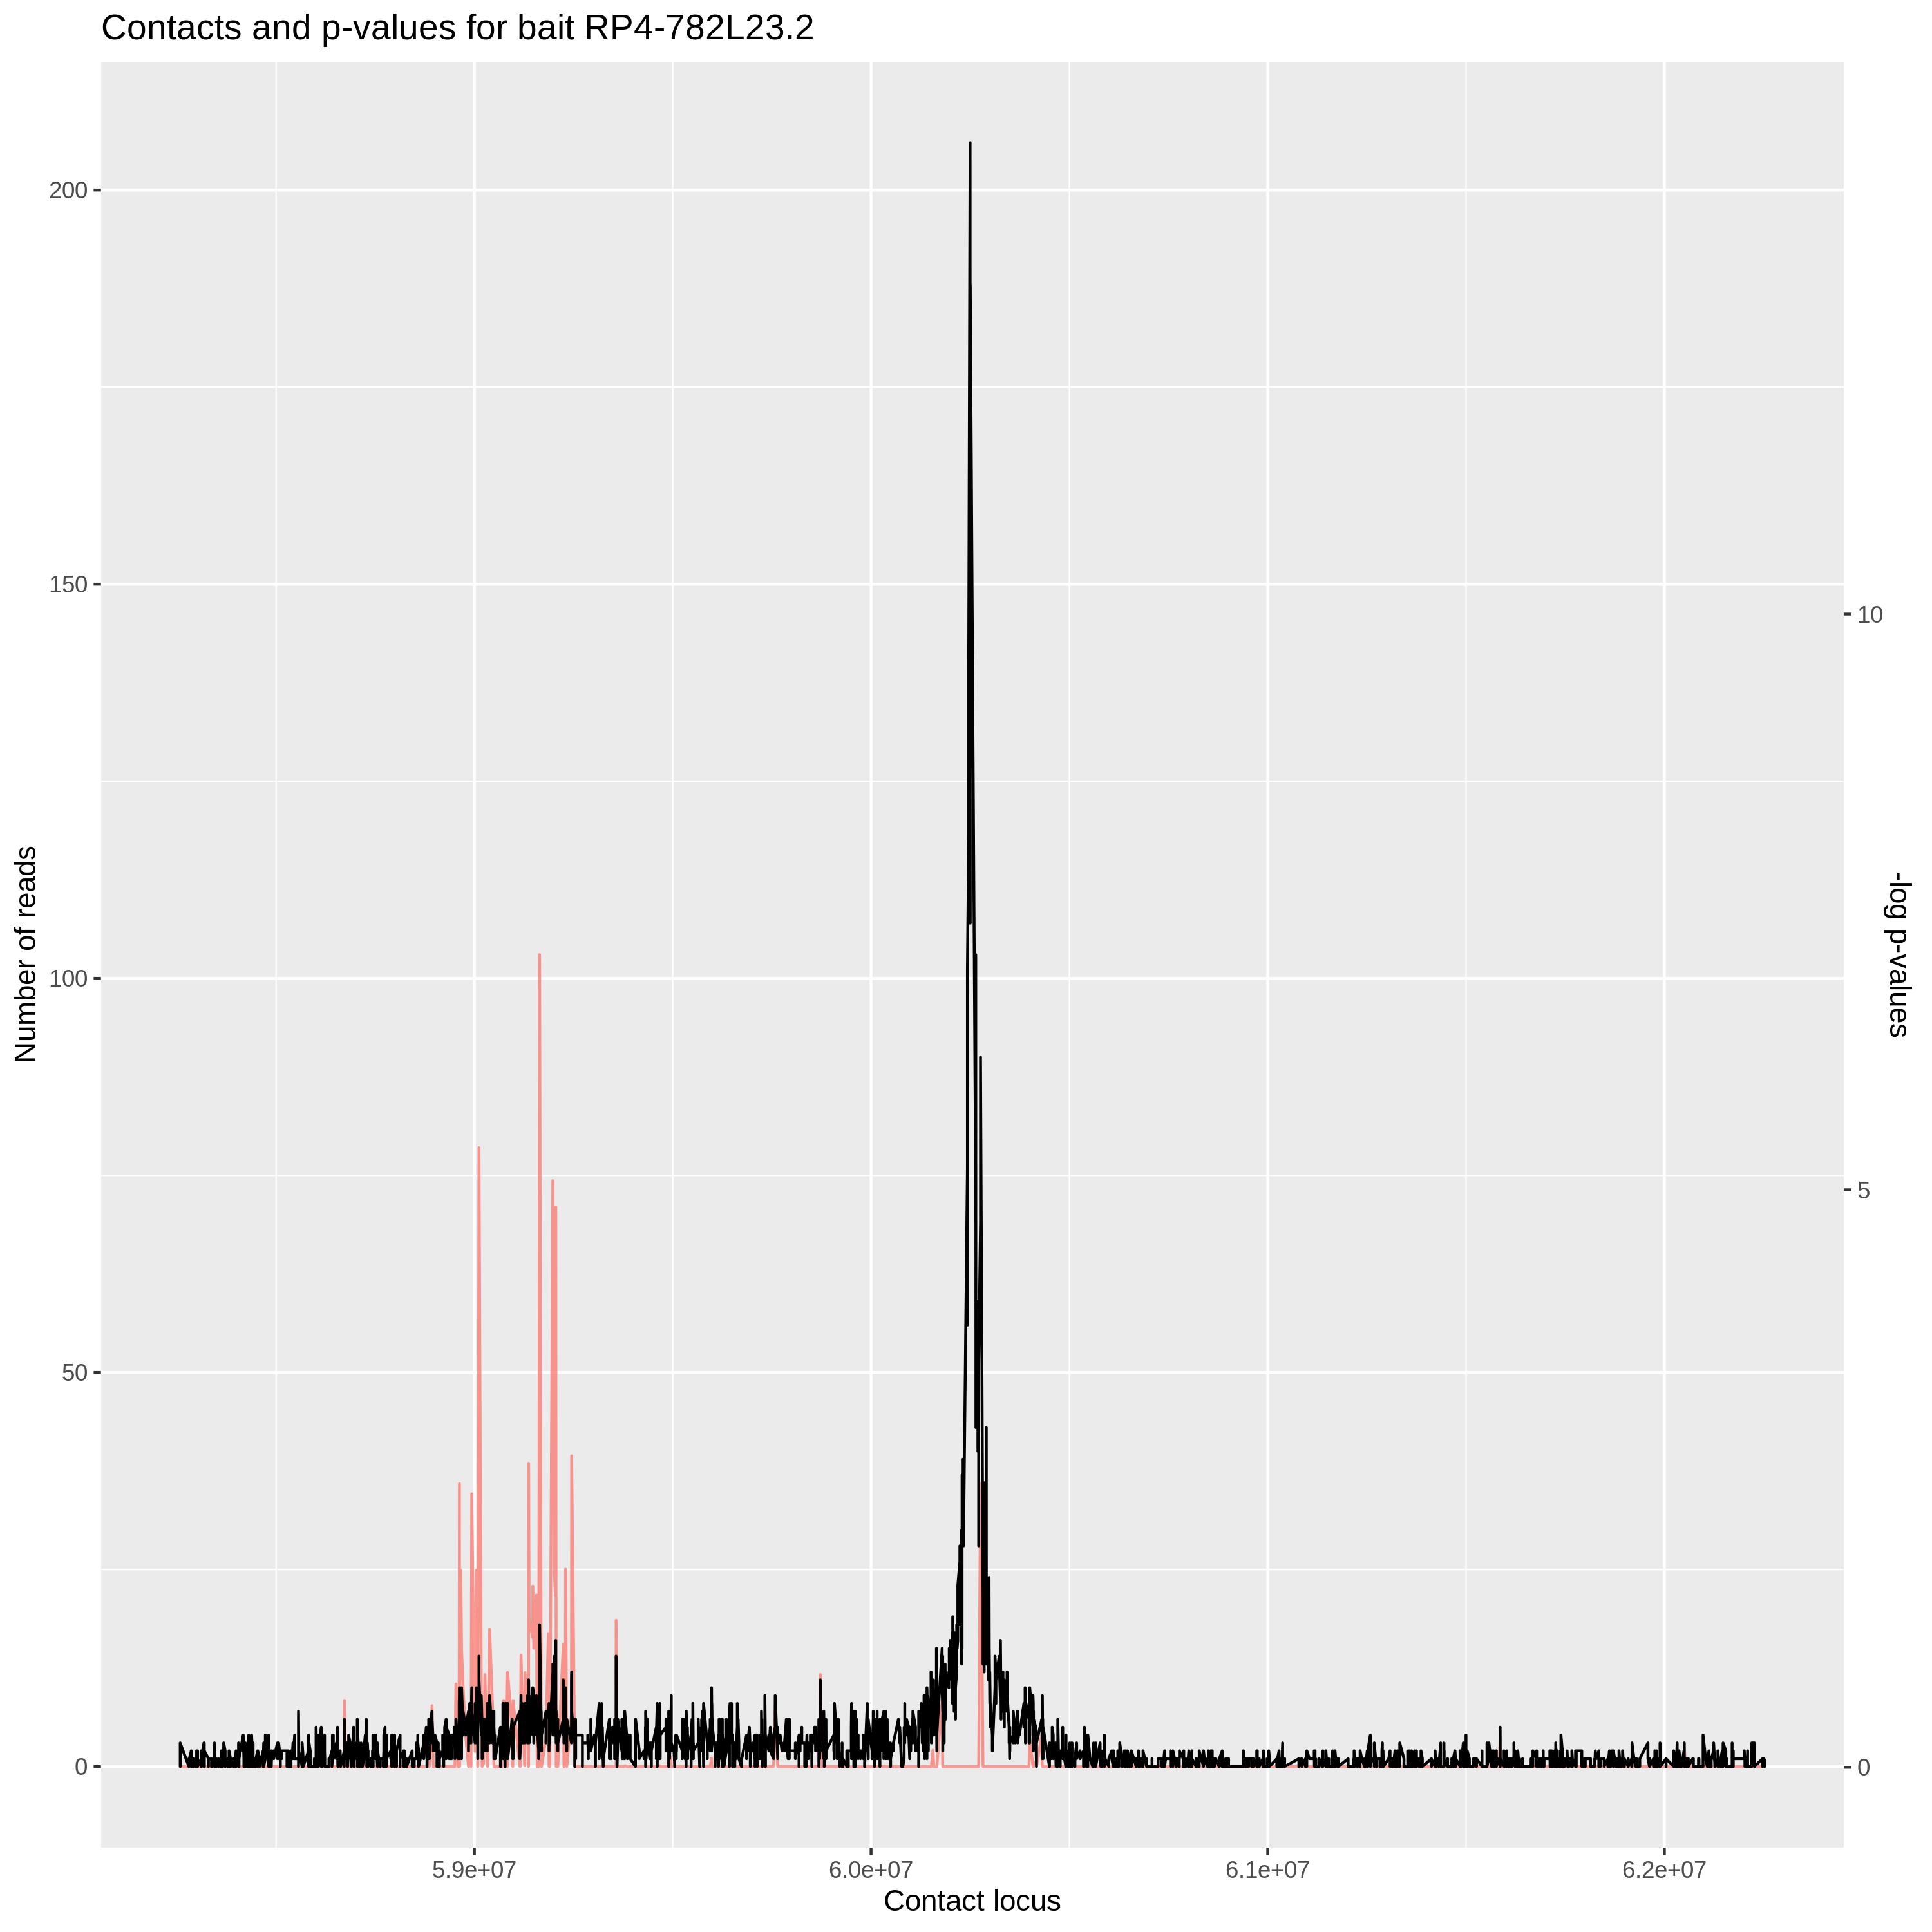 Contacts and p-values for bait RP4-782L23.2
Number of reads
200
150
100
50
0
10
5
0
-log p-values
5.9e+07 6.0e+07 6.1e+07 6.2e+07
Contact locus